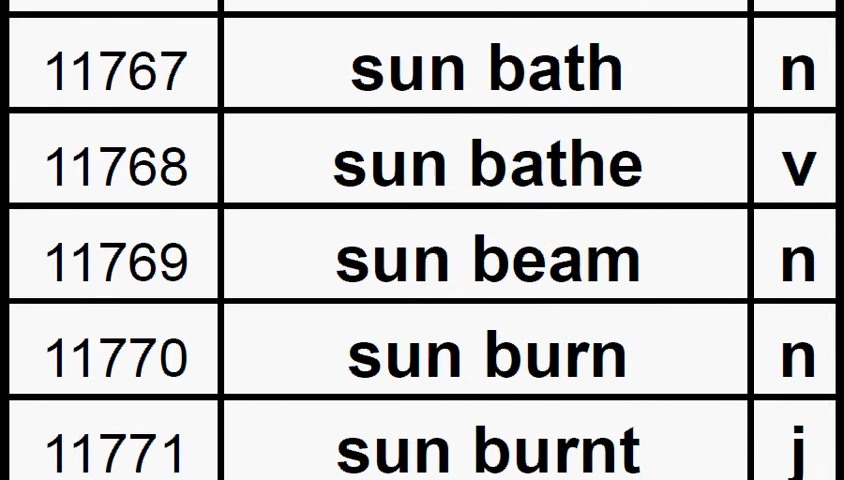 11767 sun bath n
11768 sun bathe v
11769 sun beam n
11770 sun burn n
11771 sun burnt j